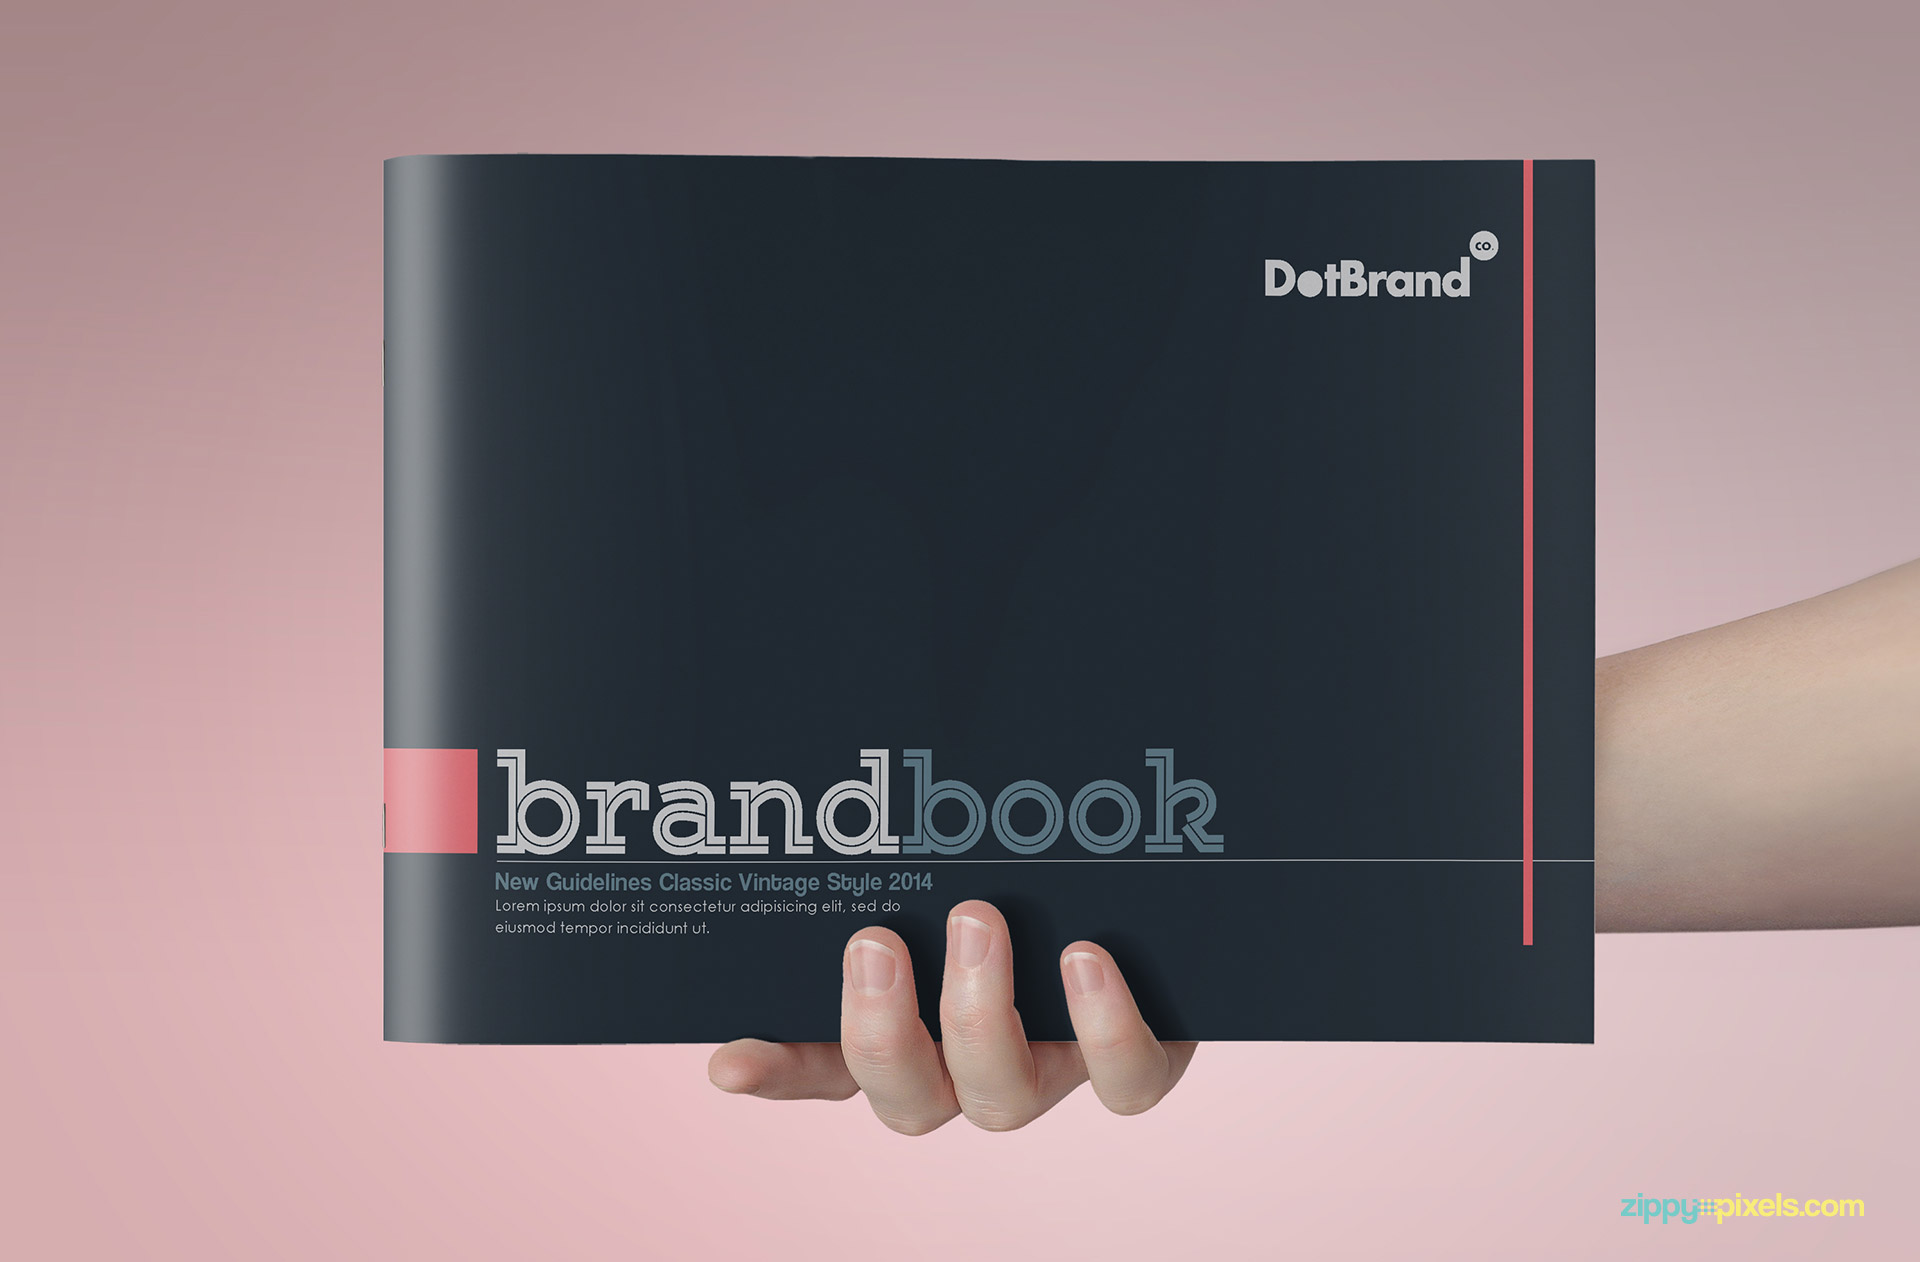 co.
DotBrand
brandbook
New Guidelines Classic Vintage Style 2014
Lorem ipsum dolor sit consectetur adipisicing elit, sed do
eiusmod tempor incididunt ut.
zippypixels.com